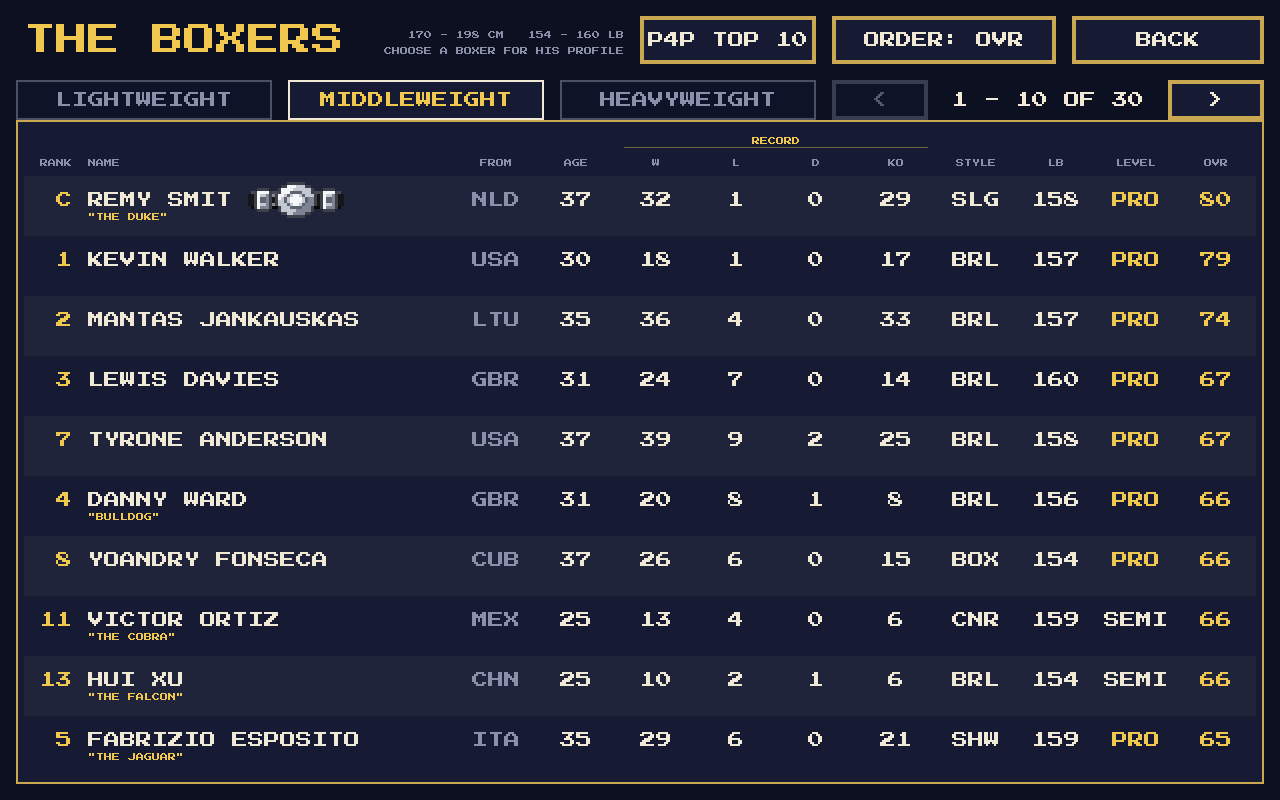 THE BOXERS
170 - 198 CM 154 - 160 LB
CHOOSE A BOXER FOR HIS PROFILE
P4P TOP 10
ORDER: OVR
BACK
LIGHTWEIGHT
MIDDLEWEIGHT
HEAVYWEIGHT
<
1 - 10 OF 30
>
RECORD
RANK NAME FROM AGE W L D KO STYLE LB LEVEL OVR
C REMY SMIT NLD 37 32 1 0 29 SLG 158 PRO 80
"THE DUKE"
1 KEVIN WALKER USA 30 18 1 0 17 BRL 157 PRO 79
2 MANTAS JANKAUSKAS LTU 35 36 4 0 33 BRL 157 PRO 74
3 LEWIS DAVIES GBR 31 24 7 0 14 BRL 160 PRO 67
7 TYRONE ANDERSON USA 37 39 9 2 25 BRL 158 PRO 67
4 DANNY WARD GBR 31 20 8 1 8 BRL 156 PRO 66
"BULLDOG"
8 YOANDRY FONSECA CUB 37 26 6 0 15 BOX 154 PRO 66
11 VICTOR ORTIZ MEX 25 13 4 0 6 CNR 159 SEMI 66
"THE COBRA"
13 HUI XU CHN 25 10 2 1 6 BRL 154 SEMI 66
"THE FALCON"
5 FABRIZIO ESPOSITO ITA 35 29 6 0 21 SHW 159 PRO 65
"THE JAGUAR"